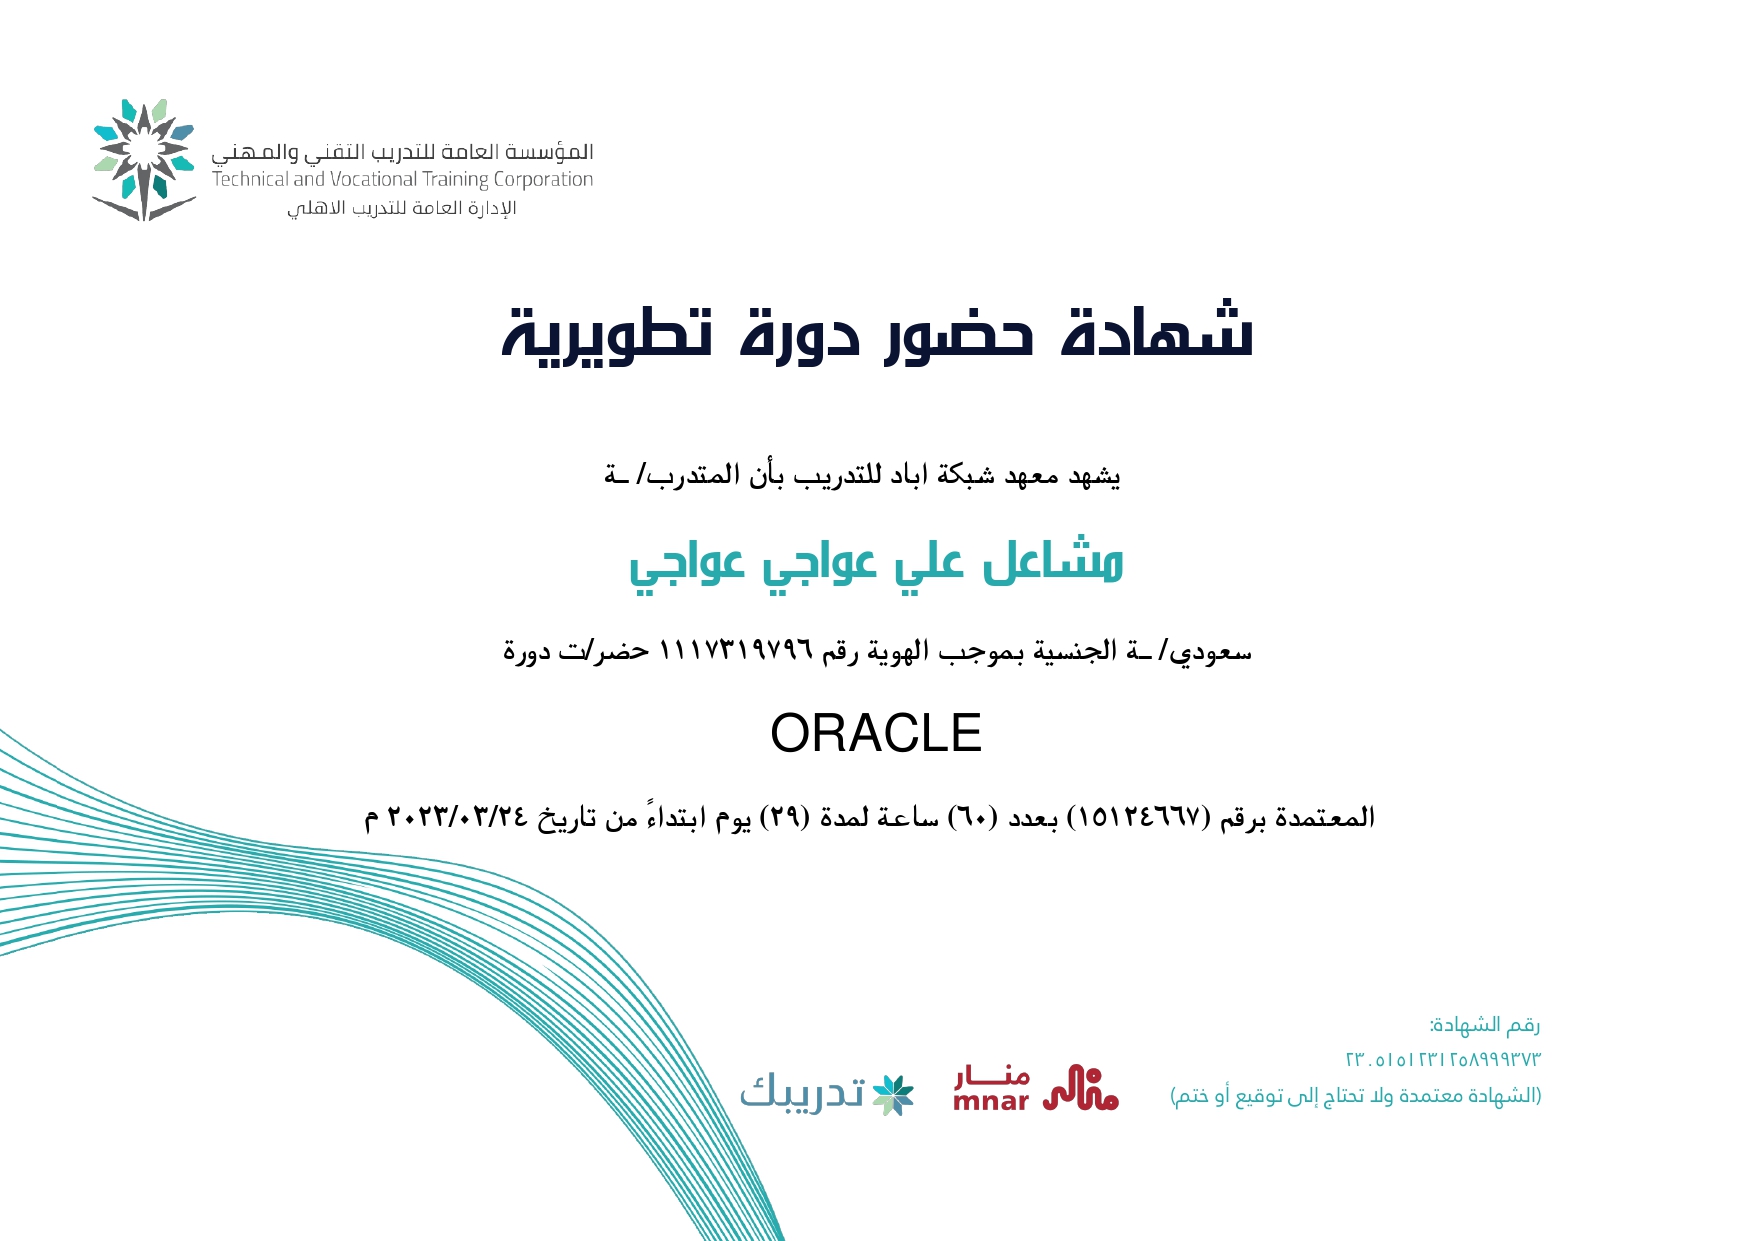 المؤسسة العامة للتدريب التقني والمهني
Technical and Vocational Training Corporation
الإدارة العامة للتدريب الاهلي
شهادة حضور دورة تطويرية
يشهد معهد شبكة اباد للتدريب بأن المتدرب/ ـة
مشاعل علي عواجي عواجي
سعودي/ ـة الجنسية بموجب الهوية رقم ١١١٧٣١٩٧٩٦ حضر/ت دورة
ORACLE
المعتمدة برقم (١٥١٢٤٦٦٧) بعدد (٦٠) ساعة لمدة (٢٩) يوم ابتداءً من تاريخ ٢٠٢٣/٠٣/٢٤ م
رقم الشهادة:
٢٣٠٥١٥١٢٣١٢٥٨٩٩٩٣٧٣
(الشهادة معتمدة ولا تحتاج إلى توقيع أو ختم)
منار
منــار
mnar
تدريبك